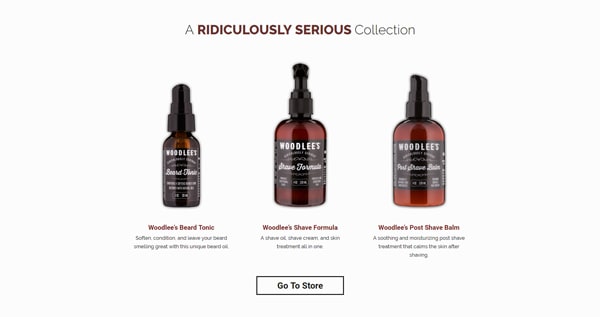 A RIDICULOUSLY SERIOUS Collection
WOODLEE'S
Beard Tonic
WOODLEE'S
Shave Formula
WOODLEE'S
Post Shave Balm
Woodlee's Beard Tonic
Soften, condition, and leave your beard
smelling great with this unique beard oil.
Woodlee's Shave Formula
A shave oil, shave cream, and skin
treatment all in one.
Woodlee's Post Shave Balm
A soothing and moisturizing post shave
treatment that calms the skin after
shaving.
Go To Store